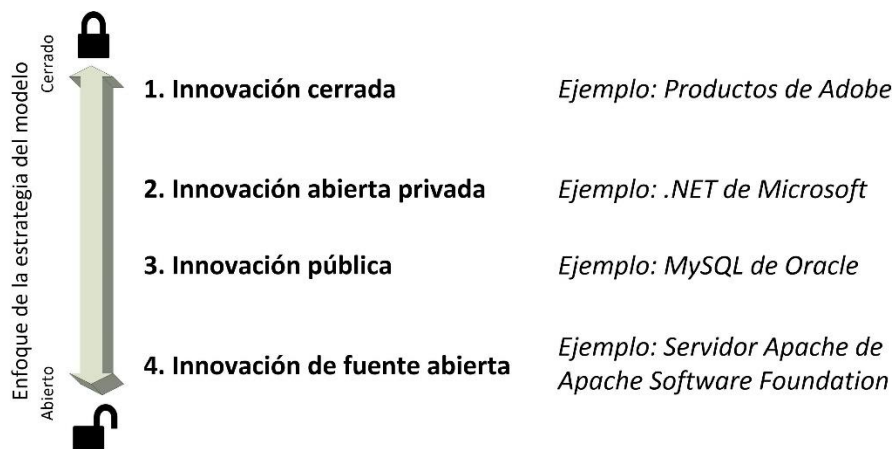 Enfoque de la estrategia del modelo
Cerrado
Abierto
1. Innovación cerrada
Ejemplo: Productos de Adobe
2. Innovación abierta privada
Ejemplo: .NET de Microsoft
3. Innovación pública
Ejemplo: MySQL de Oracle
4. Innovación de fuente abierta
Ejemplo: Servidor Apache de
Apache Software Foundation